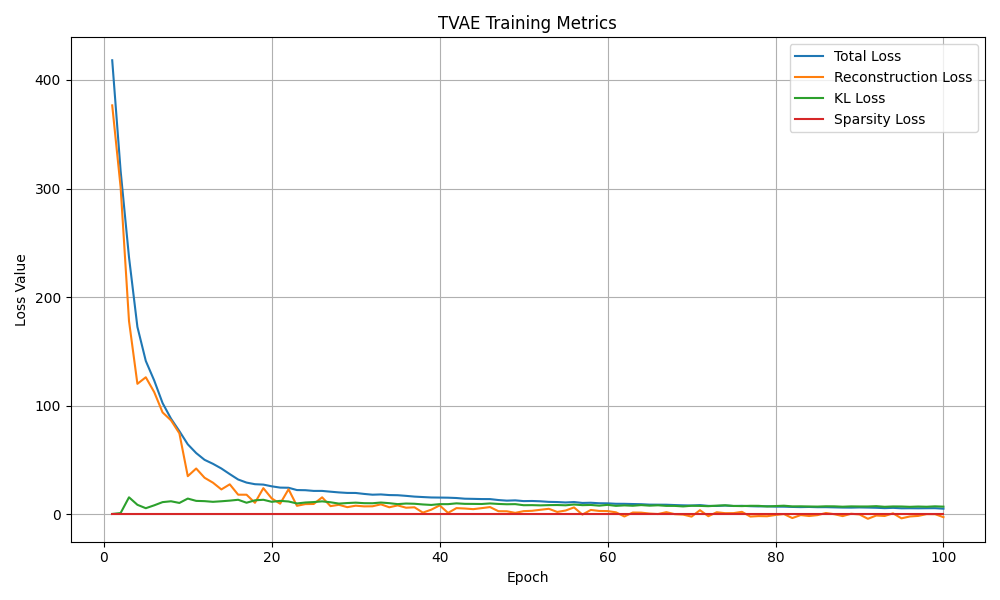 TVAE Training Metrics
Total Loss
Reconstruction Loss
KL Loss
Sparsity Loss
Loss Value
400
300
200
100
0
0 20 40 60 80 100
Epoch